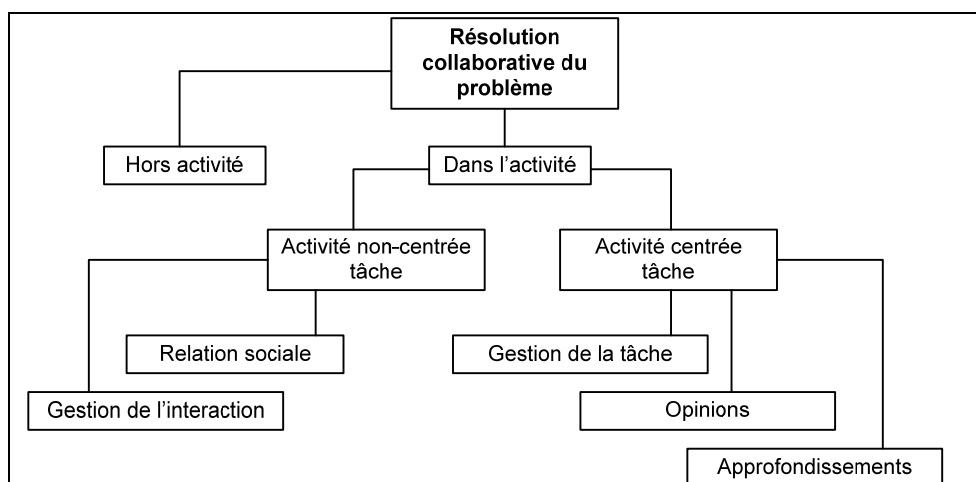 Résolution
collaborative du
problème
Hors activité
Dans l'activité
Activité non-centrée
tâche
Activité centrée
tâche
Relation sociale
Gestion de la tâche
Gestion de l'interaction
Opinions
Approfondissements